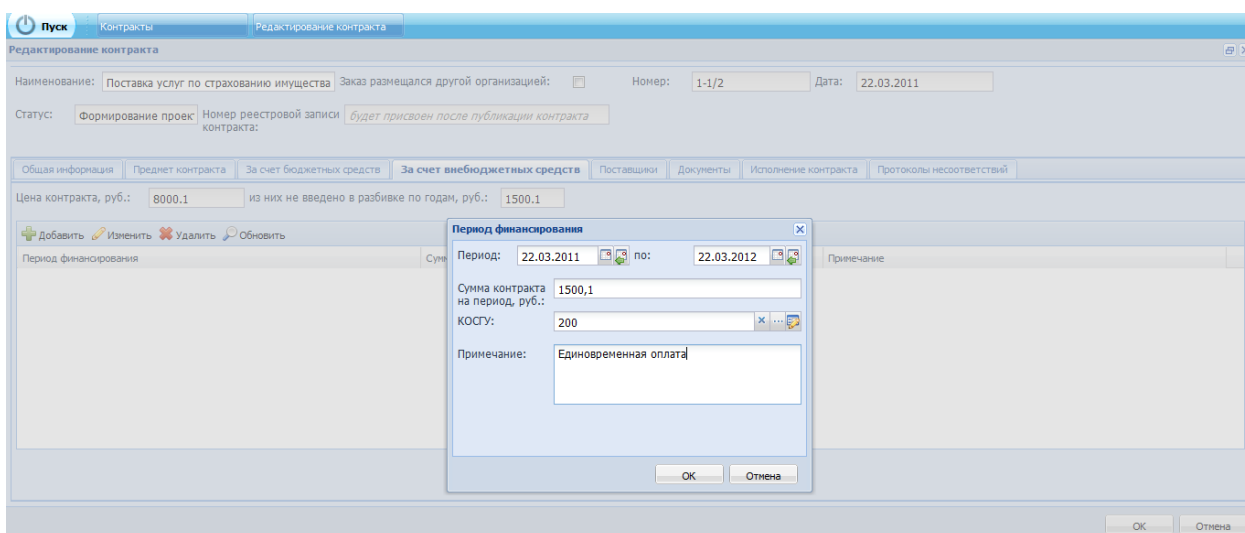 Пуск Контракты Редактирование контракта
Редактирование контракта
Наименование: Поставка услуг по страхованию имущества Заказ размещался другой организацией: Номер: 1-1/2 Дата: 22.03.2011
Статус: Формирование проек Номер реестровой записи контракта: будет присвоен после публикации контракта
Общая информация Предмет контракта За счет бюджетных средств За счет внебюджетных средств Поставщики Документы Исполнение контракта Протоколы несоответствий
Цена контракта, руб.: 8000.1 из них не введено в разбивке по годам, руб.: 1500.1
Добавить Изменить Удалить Обновить
Период финансирования Сумм Примечание
Период финансирования
Период: 22.03.2011 по: 22.03.2012
Сумма контракта
на период, руб.: 1500,1
КОСГУ: 200
Примечание: Единовременная оплата
ОК Отмена
ОК Отмена